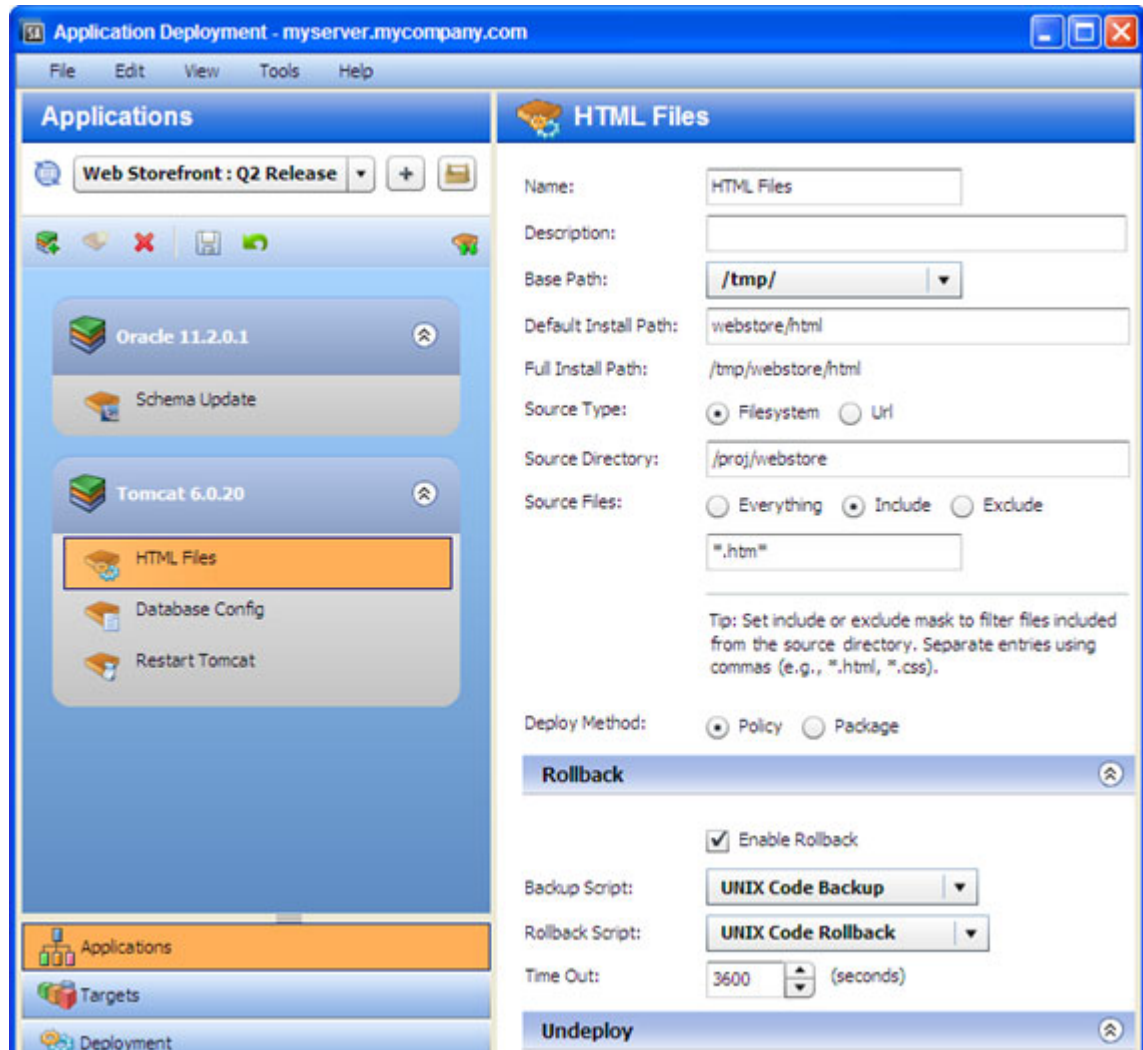 Application Deployment - myserver.mycompany.com
File Edit View Tools Help
Applications
Web Storefront : Q2 Release
+
Oracle 11.2.0.1
Schema Update
Tomcat 6.0.20
HTML Files
Database Config
Restart Tomcat
Applications
Targets
Deployment
HTML Files
Name: HTML Files
Description:
Base Path: /tmp/
Default Install Path: webstore/html
Full Install Path: /tmp/webstore/html
Source Type: Filesystem Url
Source Directory: /proj/webstore
Source Files: Everything Include Exclude
*.htm*
Tip: Set include or exclude mask to filter files included
from the source directory. Separate entries using
commas (e.g., *.html, *.css).
Deploy Method: Policy Package
Rollback
Enable Rollback
Backup Script: UNIX Code Backup
Rollback Script: UNIX Code Rollback
Time Out: 3600 (seconds)
Undeploy